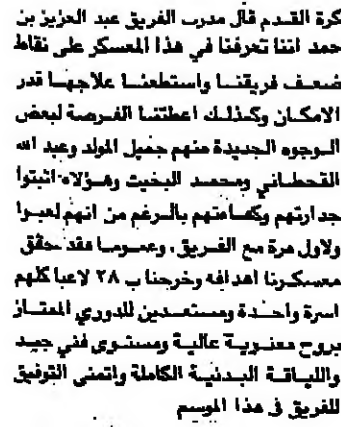 كرة القدم قال مدرب الفريق عبد العزيز بن
حمد اننا تعرفنا في هذا المعسكر على نقاط
ضعف فريقنا واستطعنا علاجها قدر
الامكان وكذلك اعطتنا الفرصة لبعض
الوجوه الجديدة منهم جميل المولد وعبد الله
القحطاني ومحمد البخيت وهؤلاء اثبتوا
جدارتهم وكفاءتهم بالرغم من انهم لعبوا
ولاول مرة مع الفريق، وعموما فقد حقق
معسكرنا اهدافه وخرجنا ب ٢٨ لاعبا كلهم
اسرة واحدة ومستعدين للدوري الممتاز
بروح معنوية عالية ومستوى فني جيد
واللياقة البدنية الكاملة واتمنى التوفيق
للفريق في هذا الموسم